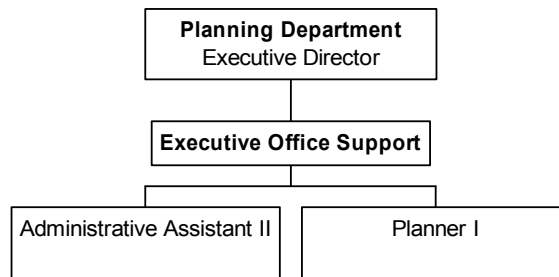 Planning Department
Executive Director
Executive Office Support
Administrative Assistant II
Planner I